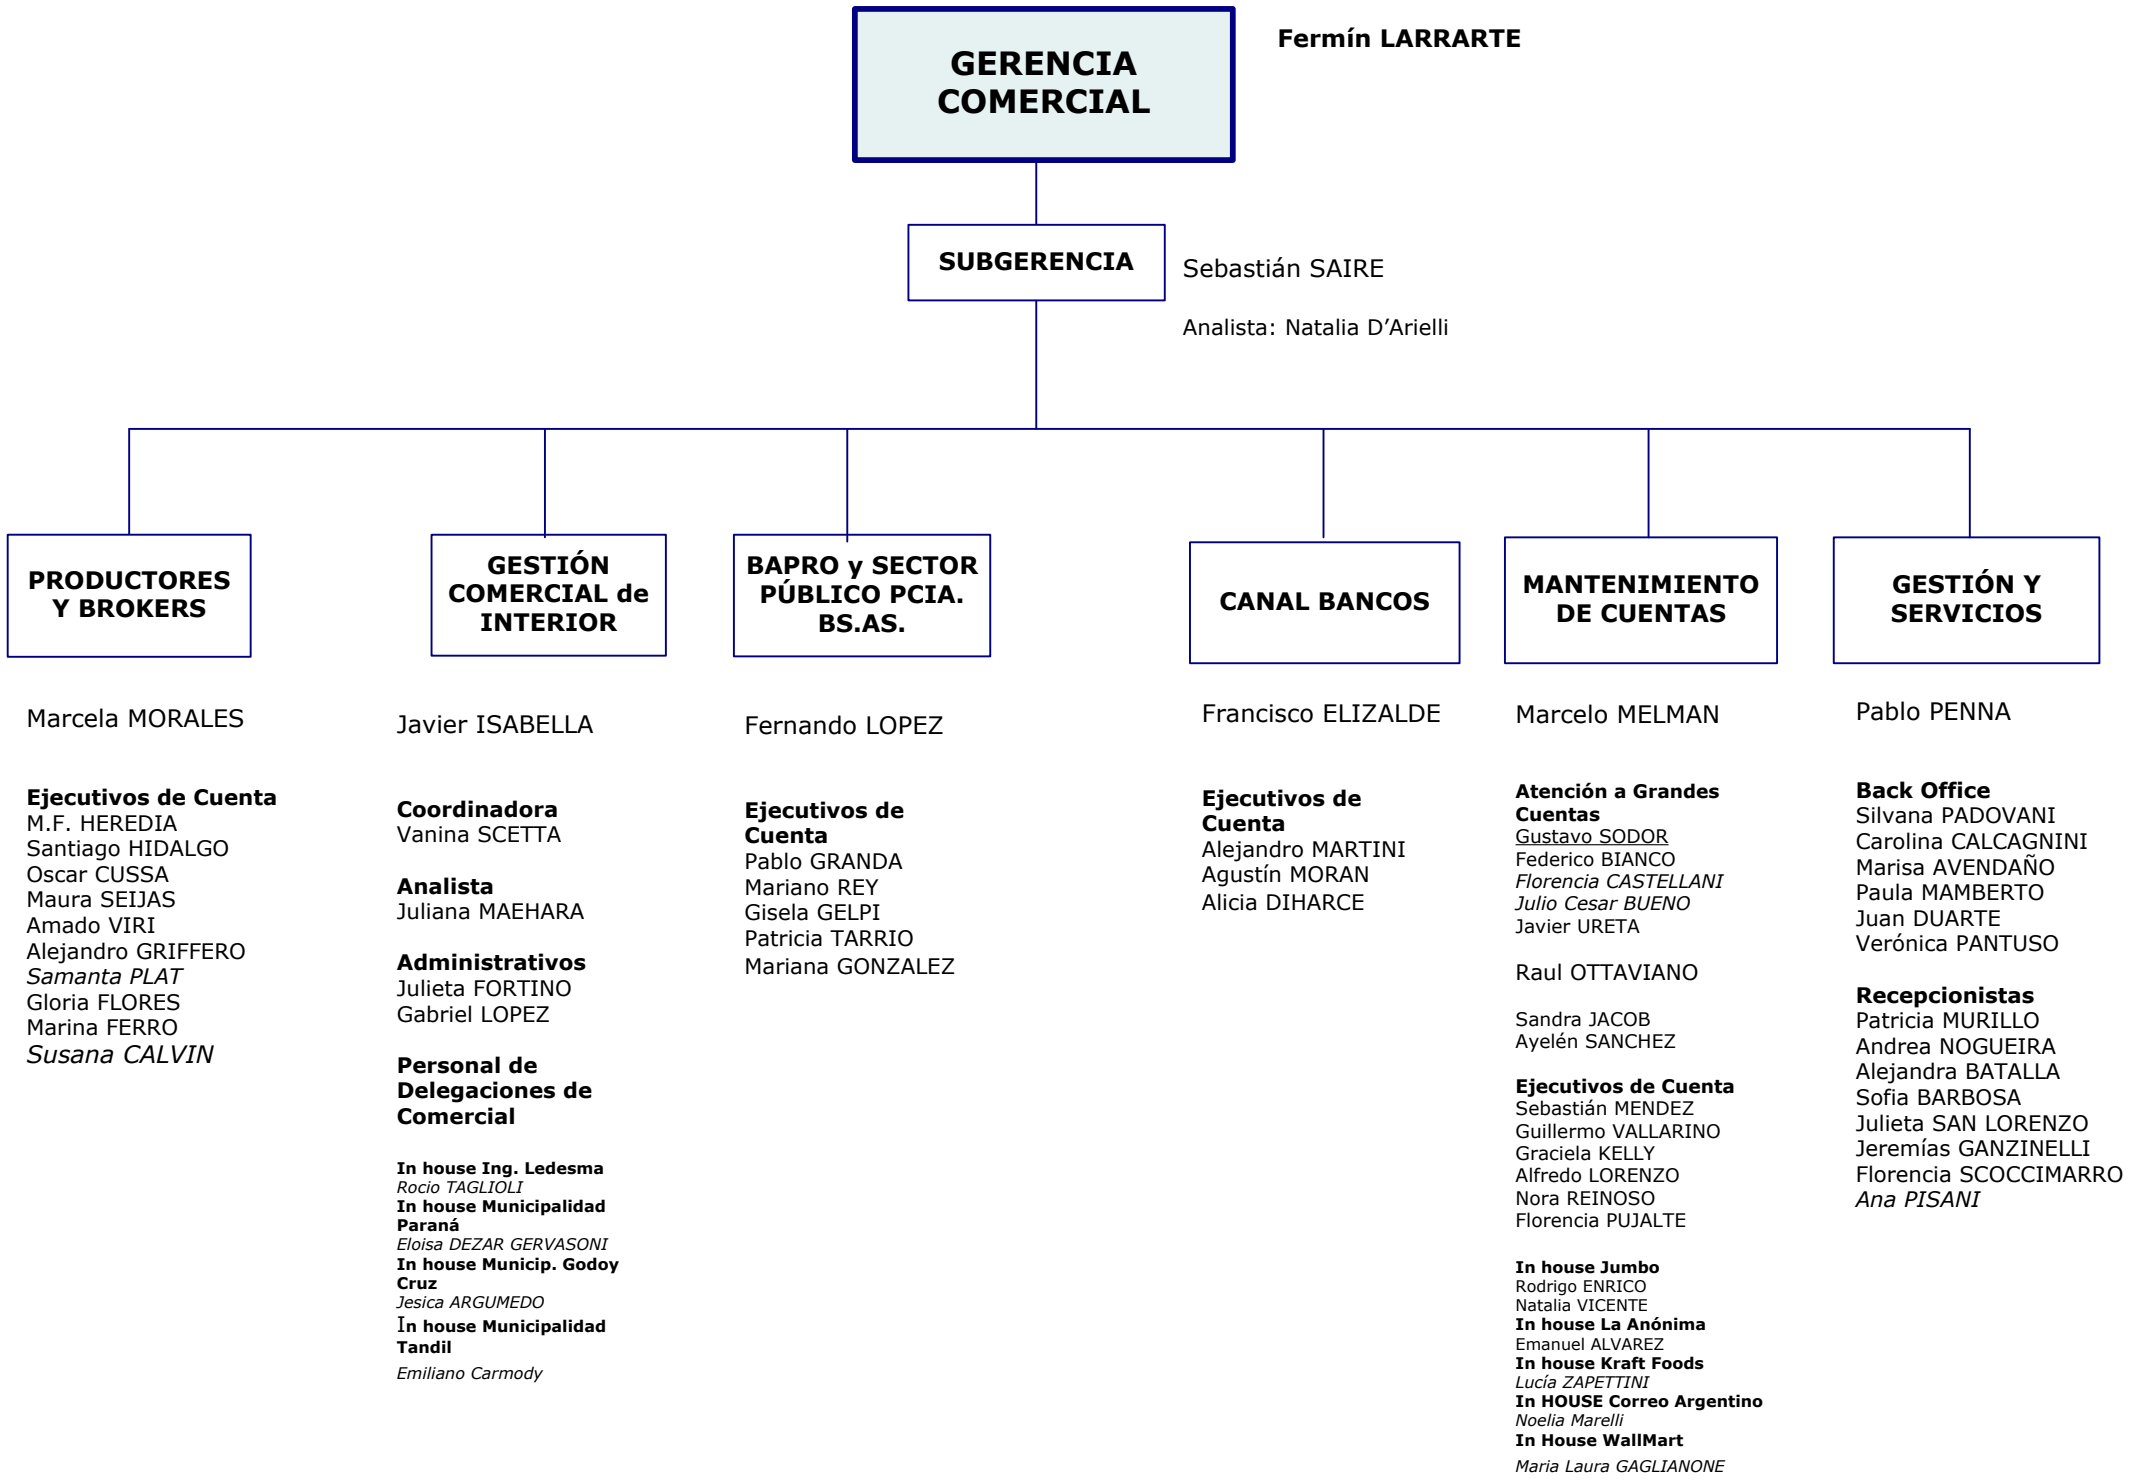 GERENCIA
COMERCIAL
Fermín LARRARTE
SUBGERENCIA
Sebastián SAIRE
Analista: Natalia D’Arielli
PRODUCTORES
Y BROKERS
Marcela MORALES
Ejecutivos de Cuenta
M.F. HEREDIA
Santiago HIDALGO
Oscar CUSSA
Maura SEIJAS
Amado VIRI
Alejandro GRIFFERO
Samanta PLAT
Gloria FLORES
Marina FERRO
Susana CALVIN
GESTIÓN
COMERCIAL de
INTERIOR
Javier ISABELLA
Coordinadora
Vanina SCETTA
Analista
Juliana MAEHARA
Administrativos
Julieta FORTINO
Gabriel LOPEZ
Personal de
Delegaciones de
Comercial
In house Ing. Ledesma
Rocio TAGLIOLI
In house Municipalidad
Paraná
Eloisa DEZAR GERVASONI
In house Municip. Godoy
Cruz
Jesica ARGUMEDO
In house Municipalidad
Tandil
Emiliano Carmody
BAPRO y SECTOR
PÚBLICO PCIA.
BS.AS.
Fernando LOPEZ
Ejecutivos de
Cuenta
Pablo GRANDA
Mariano REY
Gisela GELPI
Patricia TARRIO
Mariana GONZALEZ
CANAL BANCOS
Francisco ELIZALDE
Ejecutivos de
Cuenta
Alejandro MARTINI
Agustín MORAN
Alicia DIHARCE
MANTENIMIENTO
DE CUENTAS
Marcelo MELMAN
Atención a Grandes
Cuentas
Gustavo SODOR
Federico BIANCO
Florencia CASTELLANI
Julio Cesar BUENO
Javier URETA
Raul OTTAVIANO
Sandra JACOB
Ayelén SANCHEZ
Ejecutivos de Cuenta
Sebastián MENDEZ
Guillermo VALLARINO
Graciela KELLY
Alfredo LORENZO
Nora REINOSO
Florencia PUJALTE
In house Jumbo
Rodrigo ENRICO
Natalia VICENTE
In house La Anónima
Emanuel ALVAREZ
In house Kraft Foods
Lucía ZAPETTINI
In HOUSE Correo Argentino
Noelia Marelli
In House WallMart
Maria Laura GAGLIANONE
GESTIÓN Y
SERVICIOS
Pablo PENNA
Back Office
Silvana PADOVANI
Carolina CALCAGNINI
Marisa AVENDAÑO
Paula MAMBERTO
Juan DUARTE
Verónica PANTUSO
Recepcionistas
Patricia MURILLO
Andrea NOGUEIRA
Alejandra BATALLA
Sofia BARBOSA
Julieta SAN LORENZO
Jeremías GANZINELLI
Florencia SCOCCIMARRO
Ana PISANI